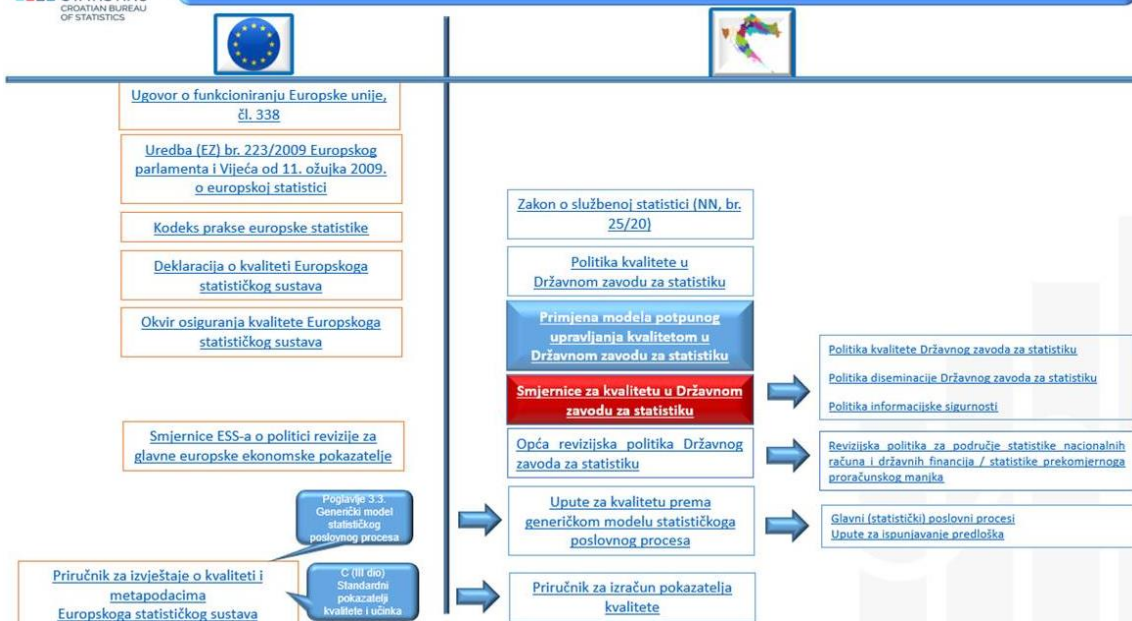 CROATIAN BUREAU
OF STATISTICS
Ugovor o funkcioniranju Europske unije,
čl. 338
Uredba (EZ) br. 223/2009 Europskog
parlamenta i Vijeća od 11. ožujka 2009.
o europskoj statistici
Kodeks prakse europske statistike
Deklaracija o kvaliteti Europskoga
statističkog sustava
Okvir osiguranja kvalitete Europskoga
statističkog sustava
Smjernice ESS-a o politici revizije za
glavne europske ekonomske pokazatelje
Poglavlje 3.3.
Generički model
statističkog
poslovnog procesa
Priručnik za izvještaje o kvaliteti i
metapodacima
Europskoga statističkog sustava
C (III dio)
Standardni
pokazatelji
kvalitete i učinka
Zakon o službenoj statistici (NN, br.
25/20)
Politika kvalitete u
Državnom zavodu za statistiku
Primjena modela potpunog
upravljanja kvalitetom u
Državnom zavodu za statistiku
Smjernice za kvalitetu u Državnom
zavodu za statistiku
Opća revizijska politika Državnog
zavoda za statistiku
Upute za kvalitetu prema
generičkom modelu statističkoga
poslovnog procesa
Priručnik za izračun pokazatelja
kvalitete
Politika kvalitete Državnog zavoda za statistiku
Politika diseminacije Državnog zavoda za statistiku
Politika informacijske sigurnosti
Revizijska politika za područje statistike nacionalnih
računa i državnih financija / statistike prekomjernoga
proračunskog manjka
Glavni (statistički) poslovni procesi
Upute za ispunjavanje predloška